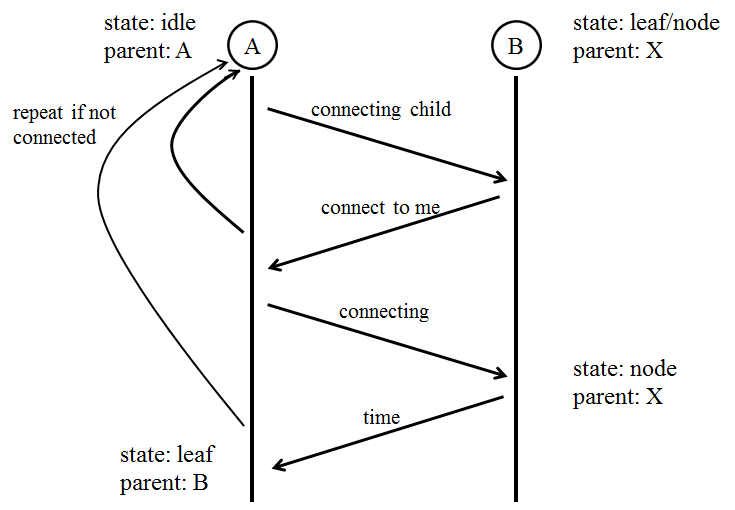 state: idle
parent: A
A
B
state: leaf/node
parent: X
repeat if not
connected
connecting child
connect to me
connecting
state: node
parent: X
time
state: leaf
parent: B